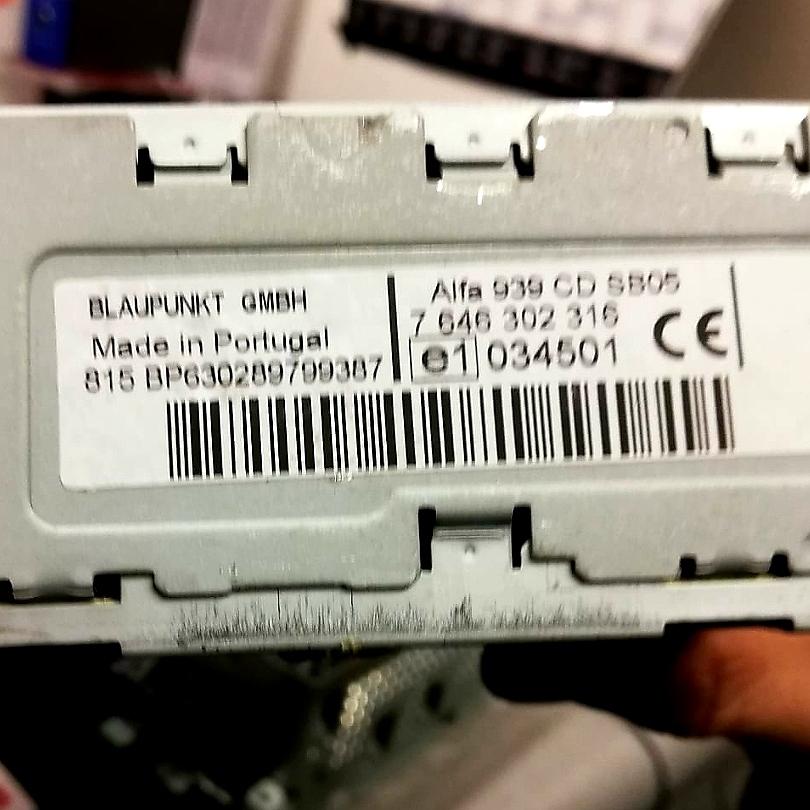 BLAUPUNKT GMBH
Made in Portugal
815 BP630289799387
Alfa 939 CD SB05
7 646 302 316
e1 034501
CE